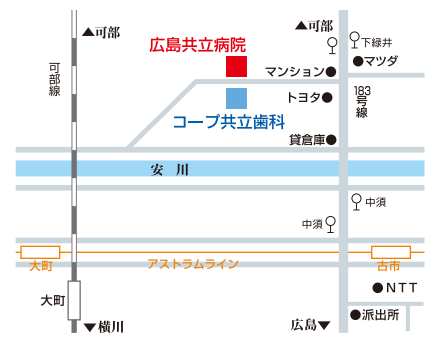 ▲可部
▲可部
広島共立病院
下緑井
マツダ
可部線
マンション
トヨタ
183号線
コープ共立歯科
貸倉庫
安川
中須
中須
大町
アストラムライン
古市
NTT
大町
派出所
▼横川
広島▼